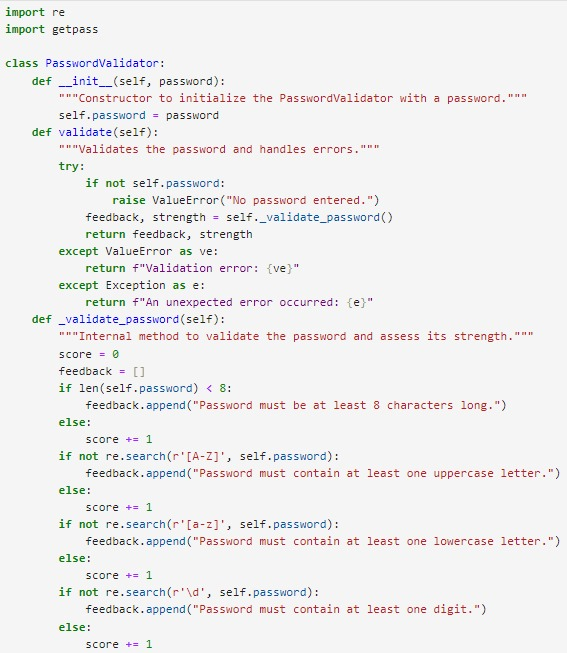 import re
import getpass

class PasswordValidator:
    def __init__(self, password):
        """Constructor to initialize the PasswordValidator with a password."""
        self.password = password
    def validate(self):
        """Validates the password and handles errors."""
        try:
            if not self.password:
                raise ValueError("No password entered.")
            feedback, strength = self._validate_password()
            return feedback, strength
        except ValueError as ve:
            return f"Validation error: {ve}"
        except Exception as e:
            return f"An unexpected error occurred: {e}"
    def _validate_password(self):
        """Internal method to validate the password and assess its strength."""
        score = 0
        feedback = []
        if len(self.password) < 8:
            feedback.append("Password must be at least 8 characters long.")
        else:
            score += 1
        if not re.search(r'[A-Z]', self.password):
            feedback.append("Password must contain at least one uppercase letter.")
        else:
            score += 1
        if not re.search(r'[a-z]', self.password):
            feedback.append("Password must contain at least one lowercase letter.")
        else:
            score += 1
        if not re.search(r'\d', self.password):
            feedback.append("Password must contain at least one digit.")
        else:
            score += 1